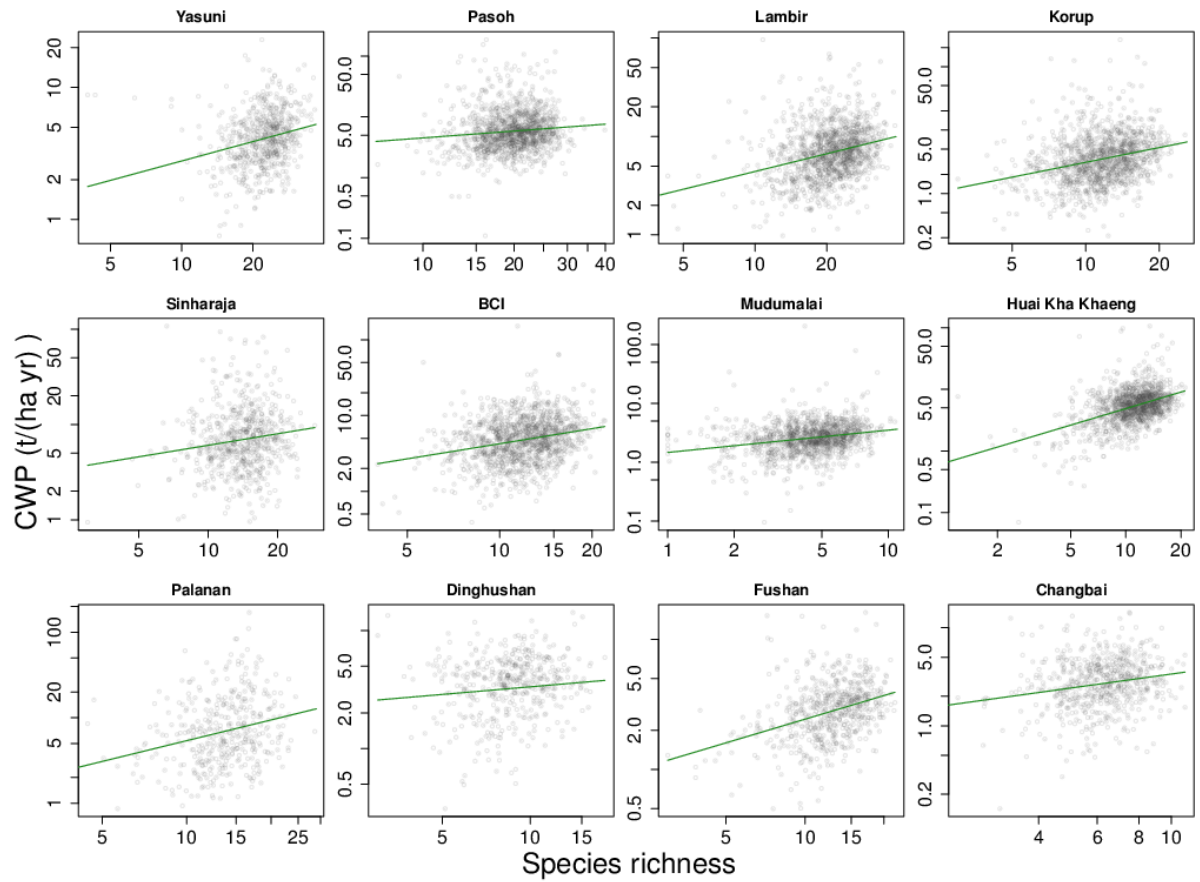 Yasuni Pasoh Lambir Korup
20 10 5 2 1
50.0 5.0 0.5 0.1
50 20 5 2 1
50.0 5.0 1.0 0.2
5 10 20
10 15 20 30 40
5 10 20
5 10 20
Sinharaja BCI Mudumalai Huai Kha Khaeng
CWP (t/(ha yr) )
50 20 5 2 1
50.0 10.0 2.0 0.5
100.0 10.0 1.0 0.1
50.0 5.0 0.5 0.1
5 10 20
5 10 15 20
1 2 5 10
2 5 10 20
Palanan Dinghushan Fushan Changbai
100 20 5 1
5.0 2.0 0.5
5.0 2.0 0.5
5.0 1.0 0.2
5 10 15 25
5 10 15
5 10 15
4 6 8 10
Species richness